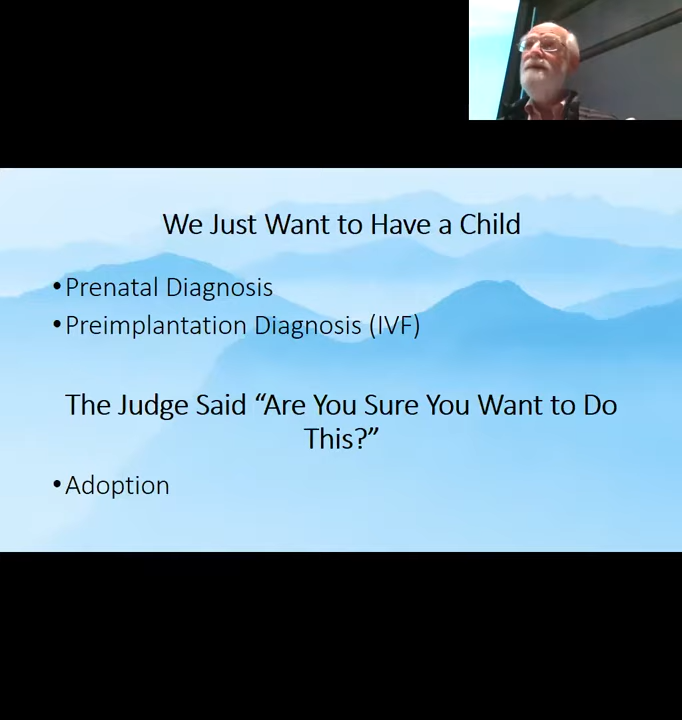 We Just Want to Have a Child
•Prenatal Diagnosis
•Preimplantation Diagnosis (IVF)
The Judge Said “Are You Sure You Want to Do
This?”
•Adoption